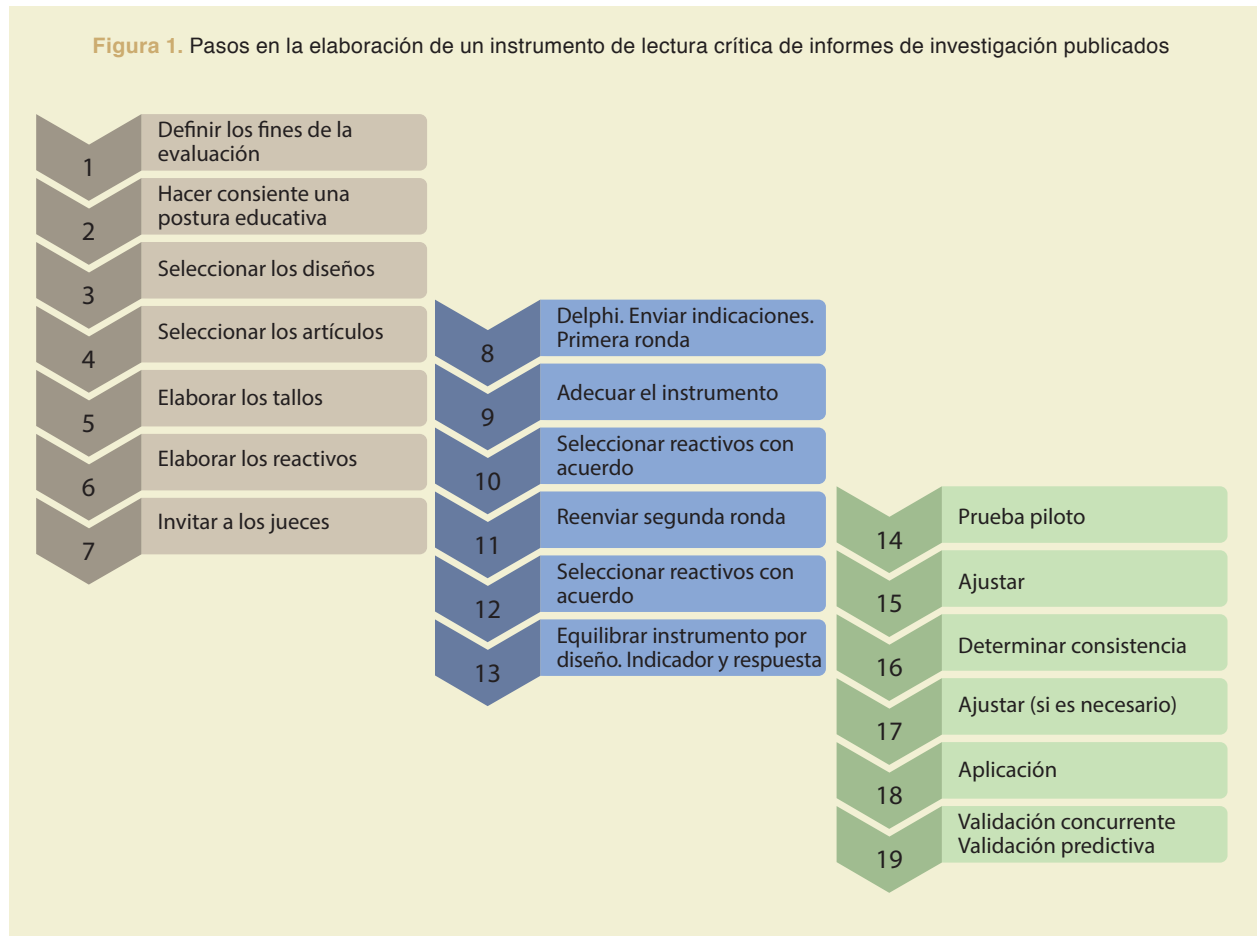 Figura 1. Pasos en la elaboración de un instrumento de lectura crítica de informes de investigación publicados
1
Definir los fines de la
evaluación
2
Hacer consiente una
postura educativa
3
Seleccionar los diseños
4
Seleccionar los artículos
5
Elaborar los tallos
6
Elaborar los reactivos
7
Invitar a los jueces
8
Delphi. Enviar indicaciones.
Primera ronda
9
Adecuar el instrumento
10
Seleccionar reactivos con
acuerdo
11
Reenviar segunda ronda
12
Seleccionar reactivos con
acuerdo
13
Equilibrar instrumento por
diseño. Indicador y respuesta
14
Prueba piloto
15
Ajustar
16
Determinar consistencia
17
Ajustar (si es necesario)
18
Aplicación
19
Validación concurrente
Validación predictiva